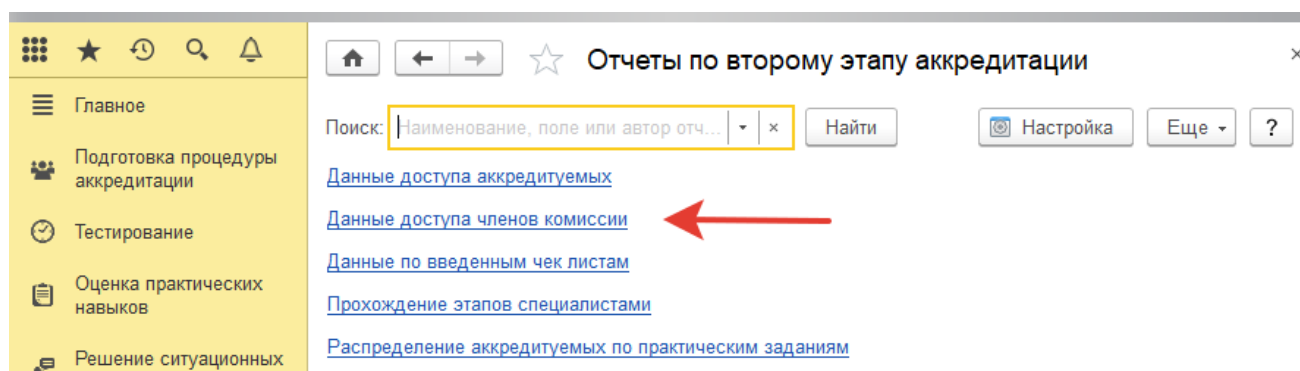 Отчеты по второму этапу аккредитации
Главное
Подготовка процедуры
аккредитации
Тестирование
Оценка практических
навыков
Решение ситуационных
Поиск: Наименование, поле или автор отч... Найти Настройка Еще ?
Данные доступа аккредитуемых
Данные доступа членов комиссии
Данные по введенным чек листам
Прохождение этапов специалистами
Распределение аккредитуемых по практическим заданиям